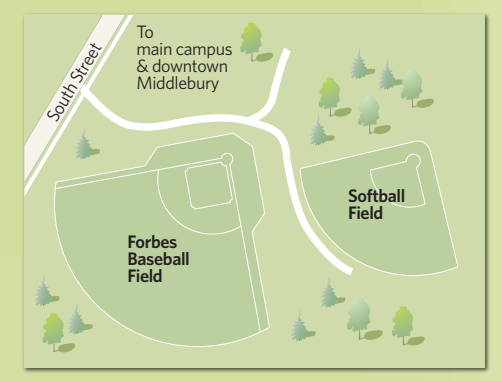 South Street
To
main campus
& downtown
Middlebury
Softball
Field
Forbes
Baseball
Field